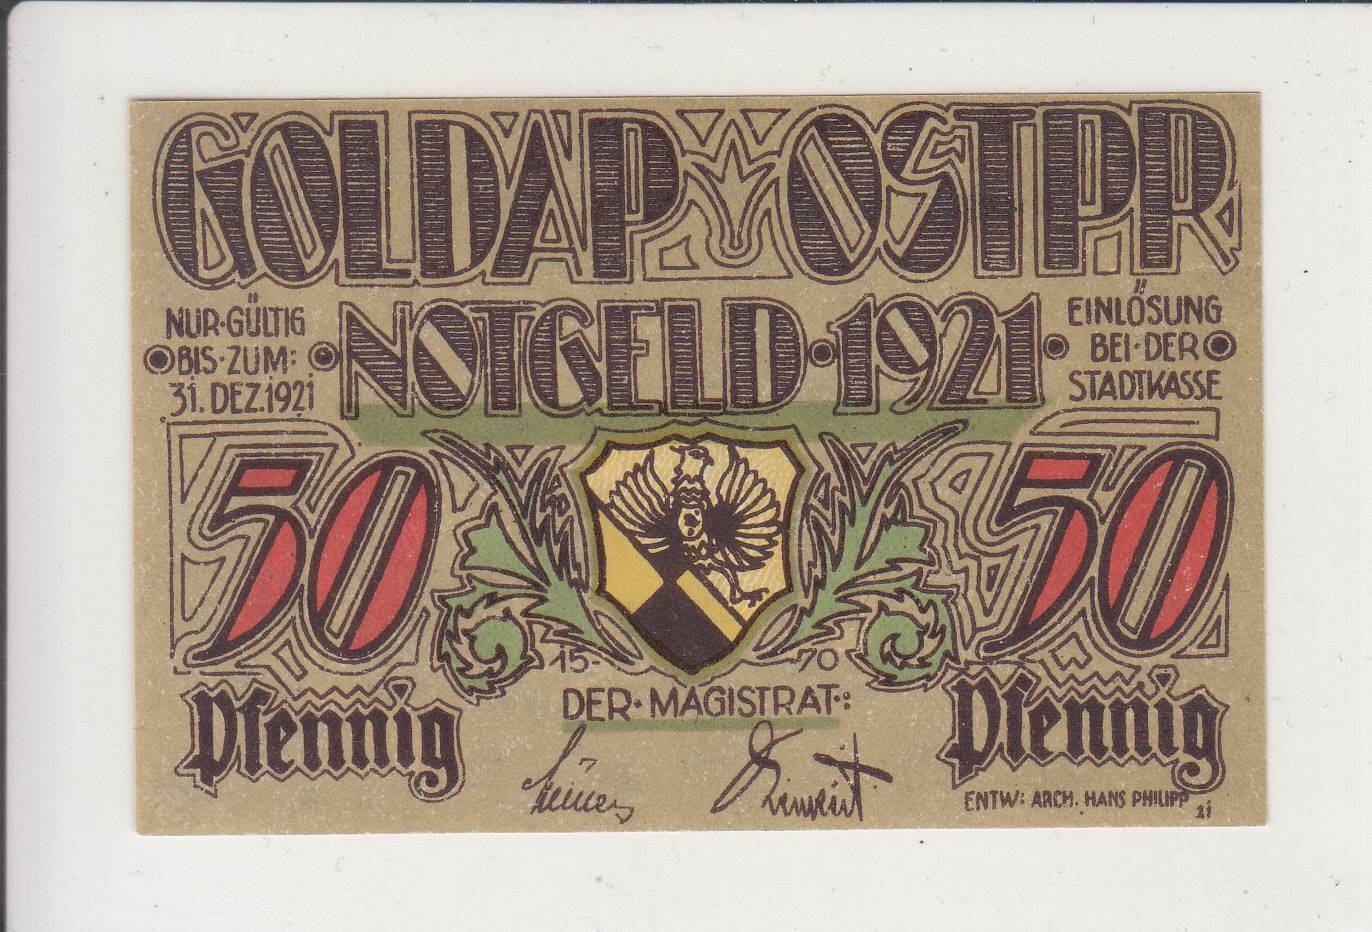 GOLDAP OSTPR.
NUR·GÜLTIG
BIS·ZUM:
31. DEZ. 1921
NOTGELD·1921
EINLÖSUNG
BEI·DER
STADTKASSE
50
50
15-
-70
Pfennig
DER·MAGISTRAT·:
Pfennig
ENTW: ARCH. HANS PHILIPP
21